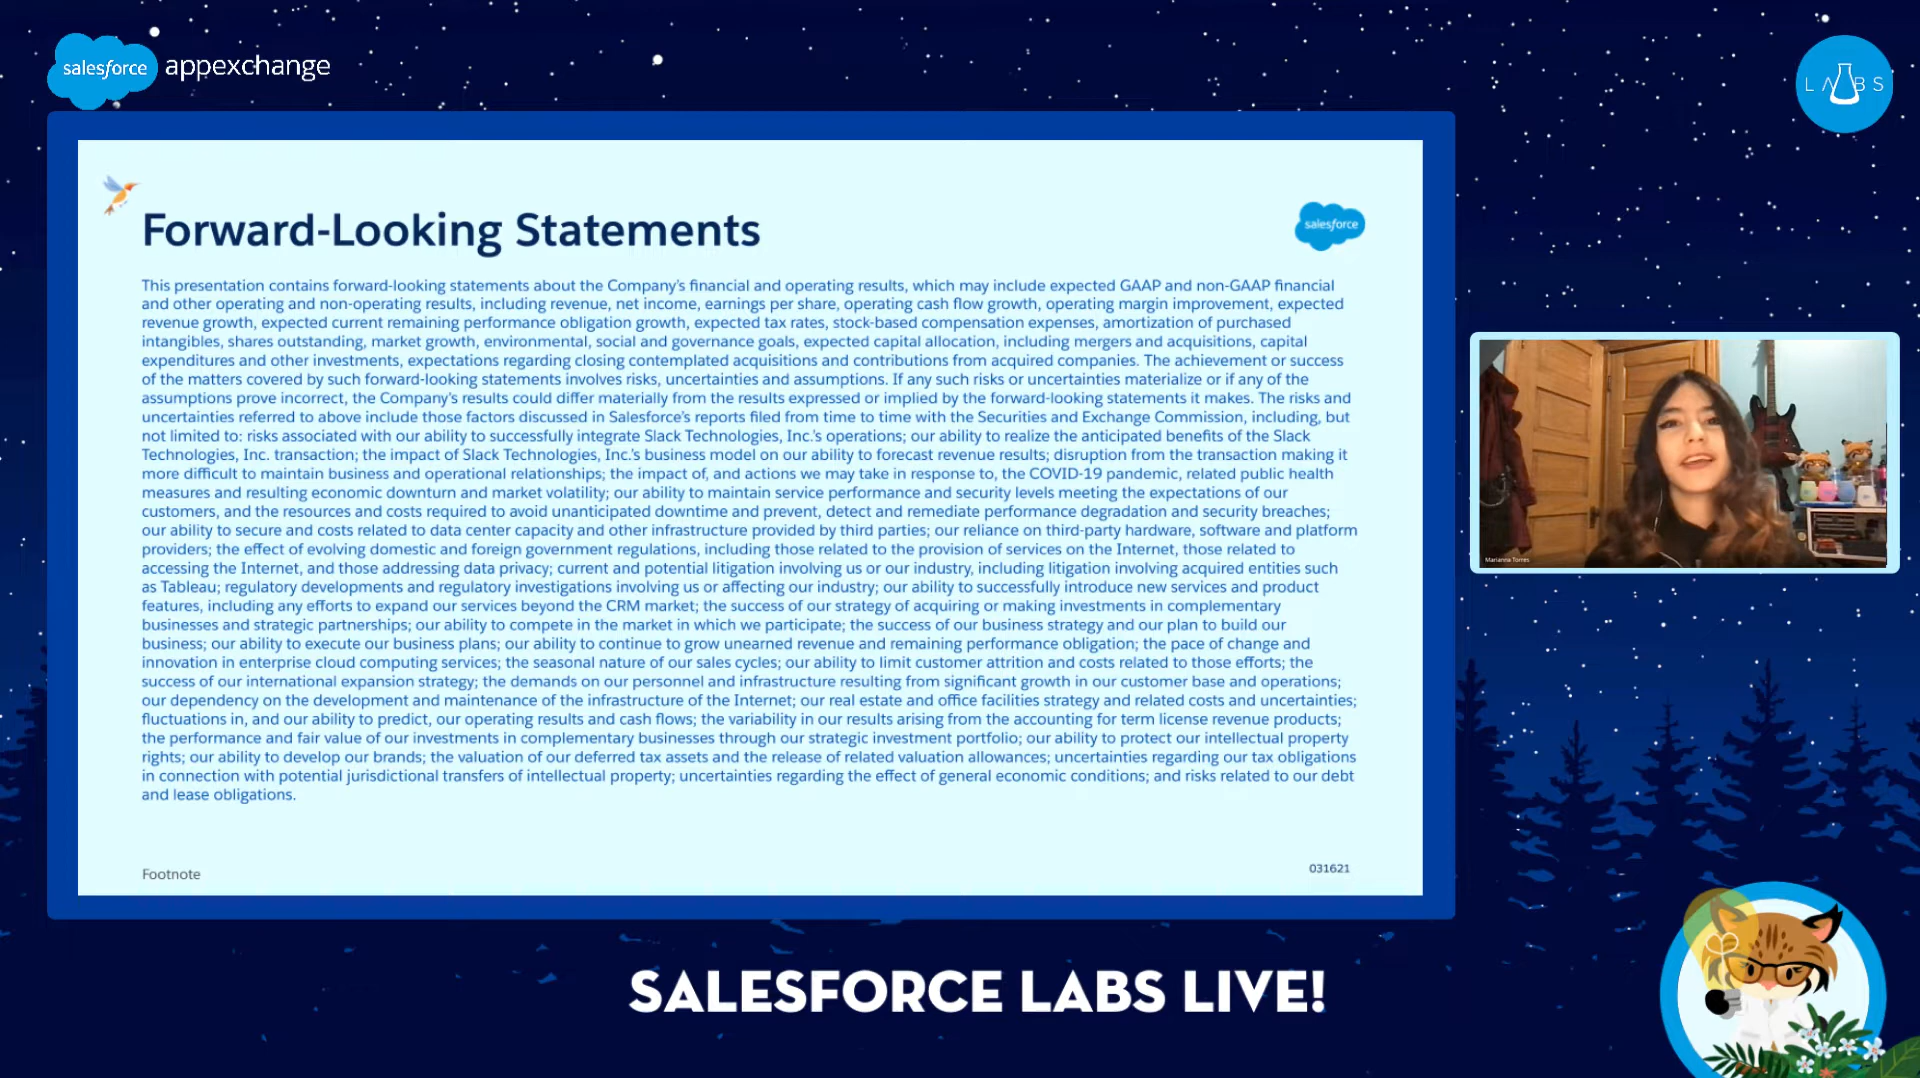 salesforce appexchange
LABS
Forward-Looking Statements
salesforce
This presentation contains forward-looking statements about the Company's financial and operating results, which may include expected GAAP and non-GAAP financial
and other operating and non-operating results, including revenue, net income, earnings per share, operating cash flow growth, operating margin improvement, expected
revenue growth, expected current remaining performance obligation growth, expected tax rates, stock-based compensation expenses, amortization of purchased
intangibles, shares outstanding, market growth, environmental, social and governance goals, expected capital allocation, including mergers and acquisitions, capital
expenditures and other investments, expectations regarding closing contemplated acquisitions and contributions from acquired companies. The achievement or success
of the matters covered by such forward-looking statements involves risks, uncertainties and assumptions. If any such risks or uncertainties materialize or if any of the
assumptions prove incorrect, the Company's results could differ materially from the results expressed or implied by the forward-looking statements it makes. The risks and
uncertainties referred to above include those factors discussed in Salesforce's reports filed from time to time with the Securities and Exchange Commission, including, but
not limited to: risks associated with our ability to successfully integrate Slack Technologies, Inc.'s operations; our ability to realize the anticipated benefits of the Slack
Technologies, Inc. transaction; the impact of Slack Technologies, Inc.'s business model on our ability to forecast revenue results; disruption from the transaction making it
more difficult to maintain business and operational relationships; the impact of, and actions we may take in response to, the COVID-19 pandemic, related public health
measures and resulting economic downturn and market volatility; our ability to maintain service performance and security levels meeting the expectations of our
customers, and the resources and costs required to avoid unanticipated downtime and prevent, detect and remediate performance degradation and security breaches;
our ability to secure and costs related to data center capacity and other infrastructure provided by third parties; our reliance on third-party hardware, software and platform
providers; the effect of evolving domestic and foreign government regulations, including those related to the provision of services on the Internet, those related to
accessing the Internet, and those addressing data privacy; current and potential litigation involving us or our industry, including litigation involving acquired entities such
as Tableau; regulatory developments and regulatory investigations involving us or affecting our industry; our ability to successfully introduce new services and product
features, including any efforts to expand our services beyond the CRM market; the success of our strategy of acquiring or making investments in complementary
businesses and strategic partnerships; our ability to compete in the market in which we participate; the success of our business strategy and our plan to build our
business; our ability to execute our business plans; our ability to continue to grow unearned revenue and remaining performance obligation; the pace of change and
innovation in enterprise cloud computing services; the seasonal nature of our sales cycles; our ability to limit customer attrition and costs related to those efforts; the
success of our international expansion strategy; the demands on our personnel and infrastructure resulting from significant growth in our customer base and operations;
our dependency on the development and maintenance of the infrastructure of the Internet; our real estate and office facilities strategy and related costs and uncertainties;
fluctuations in, and our ability to predict, our operating results and cash flows; the variability in our results arising from the accounting for term license revenue products;
the performance and fair value of our investments in complementary businesses through our strategic investment portfolio; our ability to protect our intellectual property
rights; our ability to develop our brands; the valuation of our deferred tax assets and the release of related valuation allowances; uncertainties regarding our tax obligations
in connection with potential jurisdictional transfers of intellectual property; uncertainties regarding the effect of general economic conditions; and risks related to our debt
and lease obligations.
Footnote
031621
Marianna Torres
SALESFORCE LABS LIVE!